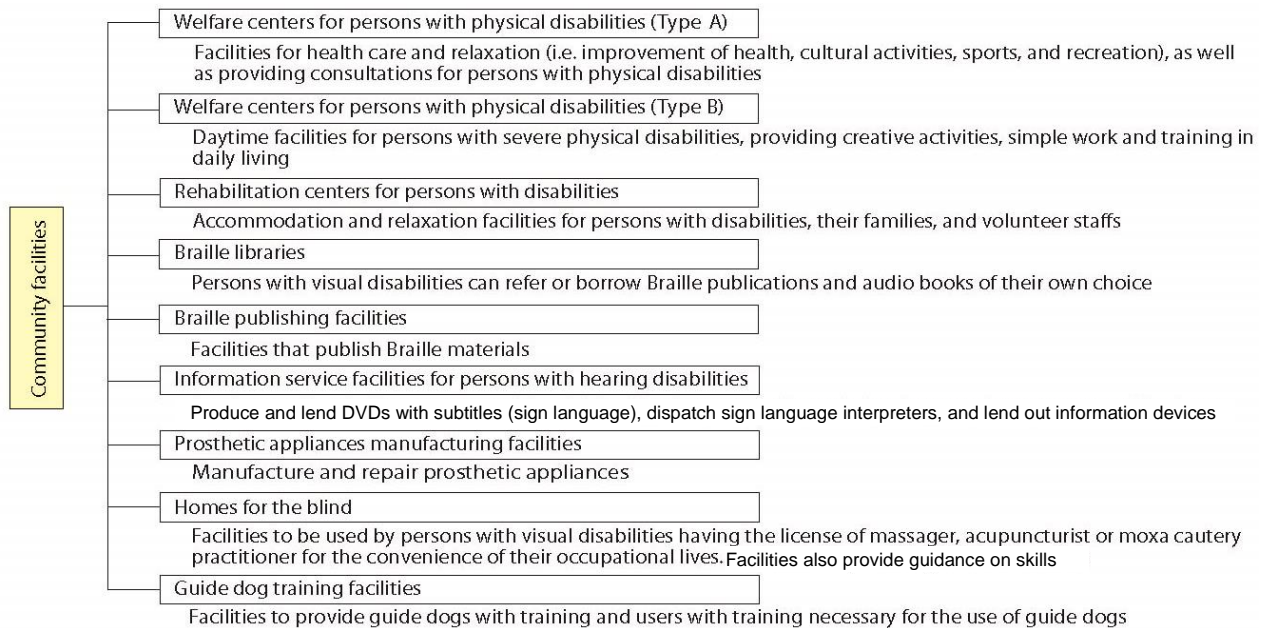 Community facilities
Welfare centers for persons with physical disabilities (Type A)
Facilities for health care and relaxation (i.e. improvement of health, cultural activities, sports, and recreation), as well
as providing consultations for persons with physical disabilities
Welfare centers for persons with physical disabilities (Type B)
Daytime facilities for persons with severe physical disabilities, providing creative activities, simple work and training in
daily living
Rehabilitation centers for persons with disabilities
Accommodation and relaxation facilities for persons with disabilities, their families, and volunteer staffs
Braille libraries
Persons with visual disabilities can refer or borrow Braille publications and audio books of their own choice
Braille publishing facilities
Facilities that publish Braille materials
Information service facilities for persons with hearing disabilities
Produce and lend DVDs with subtitles (sign language), dispatch sign language interpreters, and lend out information devices
Prosthetic appliances manufacturing facilities
Manufacture and repair prosthetic appliances
Homes for the blind
Facilities to be used by persons with visual disabilities having the license of massager, acupuncturist or moxa cautery
practitioner for the convenience of their occupational lives. Facilities also provide guidance on skills
Guide dog training facilities
Facilities to provide guide dogs with training and users with training necessary for the use of guide dogs